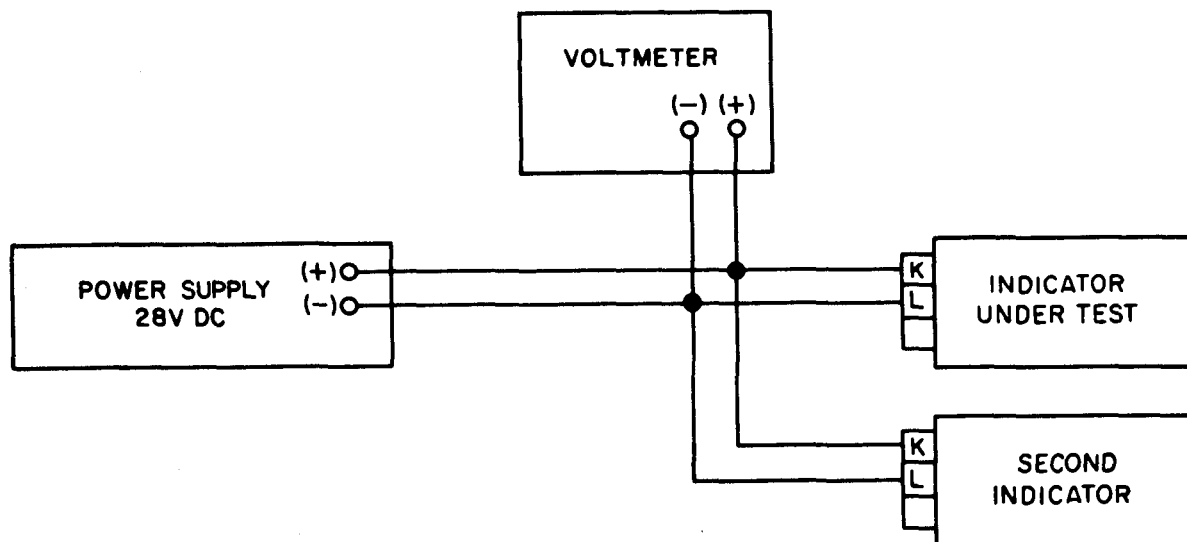 VOLTMETER
(-) (+)
POWER SUPPLY
28V DC
(+)
(-)
K
L
INDICATOR
UNDER TEST
K
L
SECOND
INDICATOR